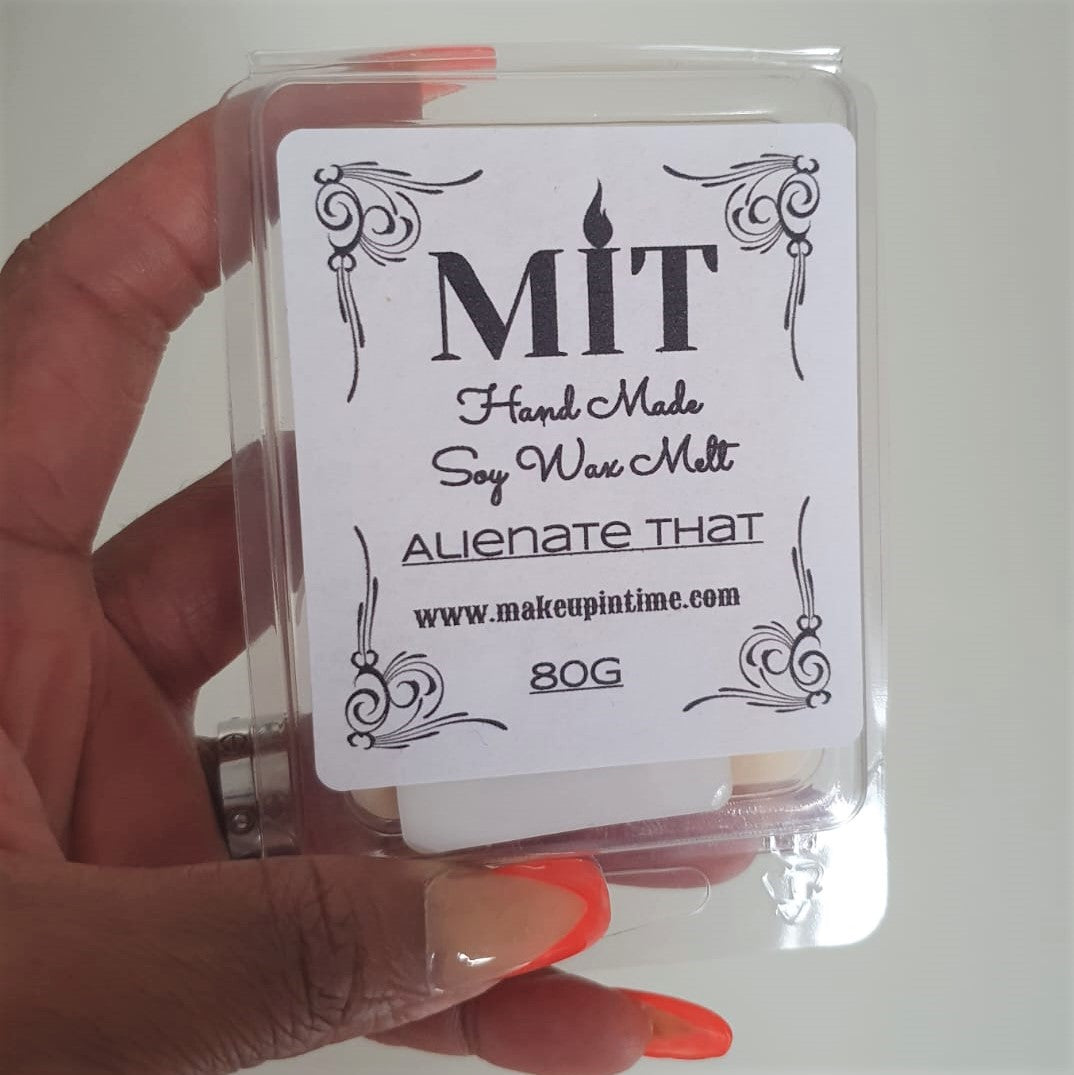 MiT
Hand Made
Soy Wax Melt
ALIENATE THAT
www.makeupintime.com
80G